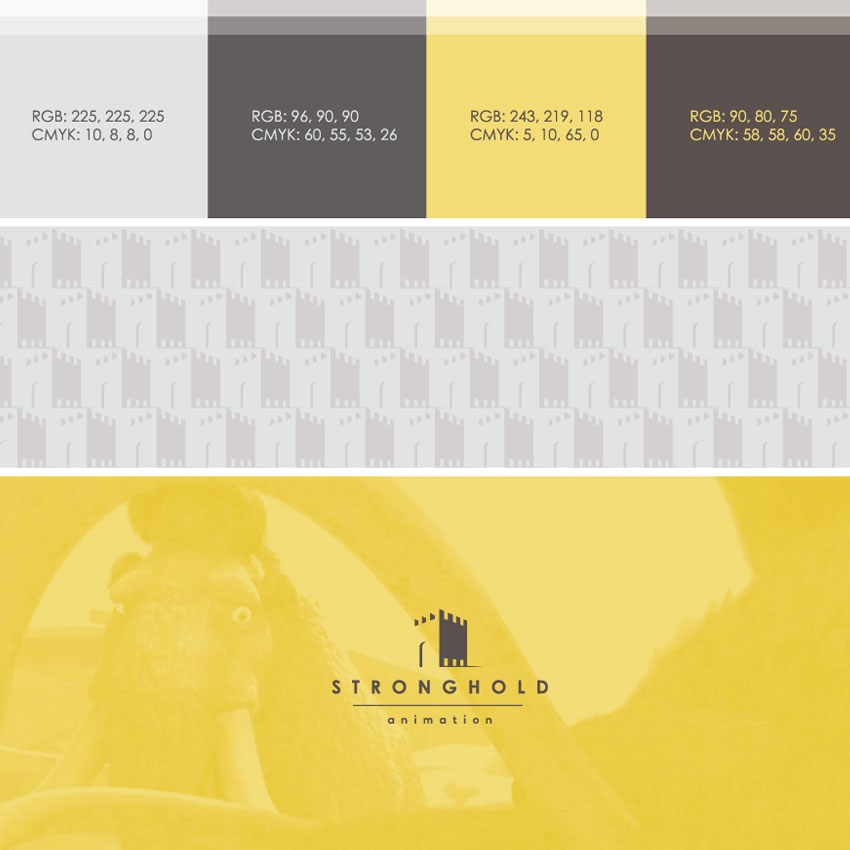 RGB: 225, 225, 225
CMYK: 10, 8, 8, 0
RGB: 96, 90, 90
CMYK: 60, 55, 53, 26
RGB: 243, 219, 118
CMYK: 5, 10, 65, 0
RGB: 90, 80, 75
CMYK: 58, 58, 60, 35
STRONGHOLD
animation